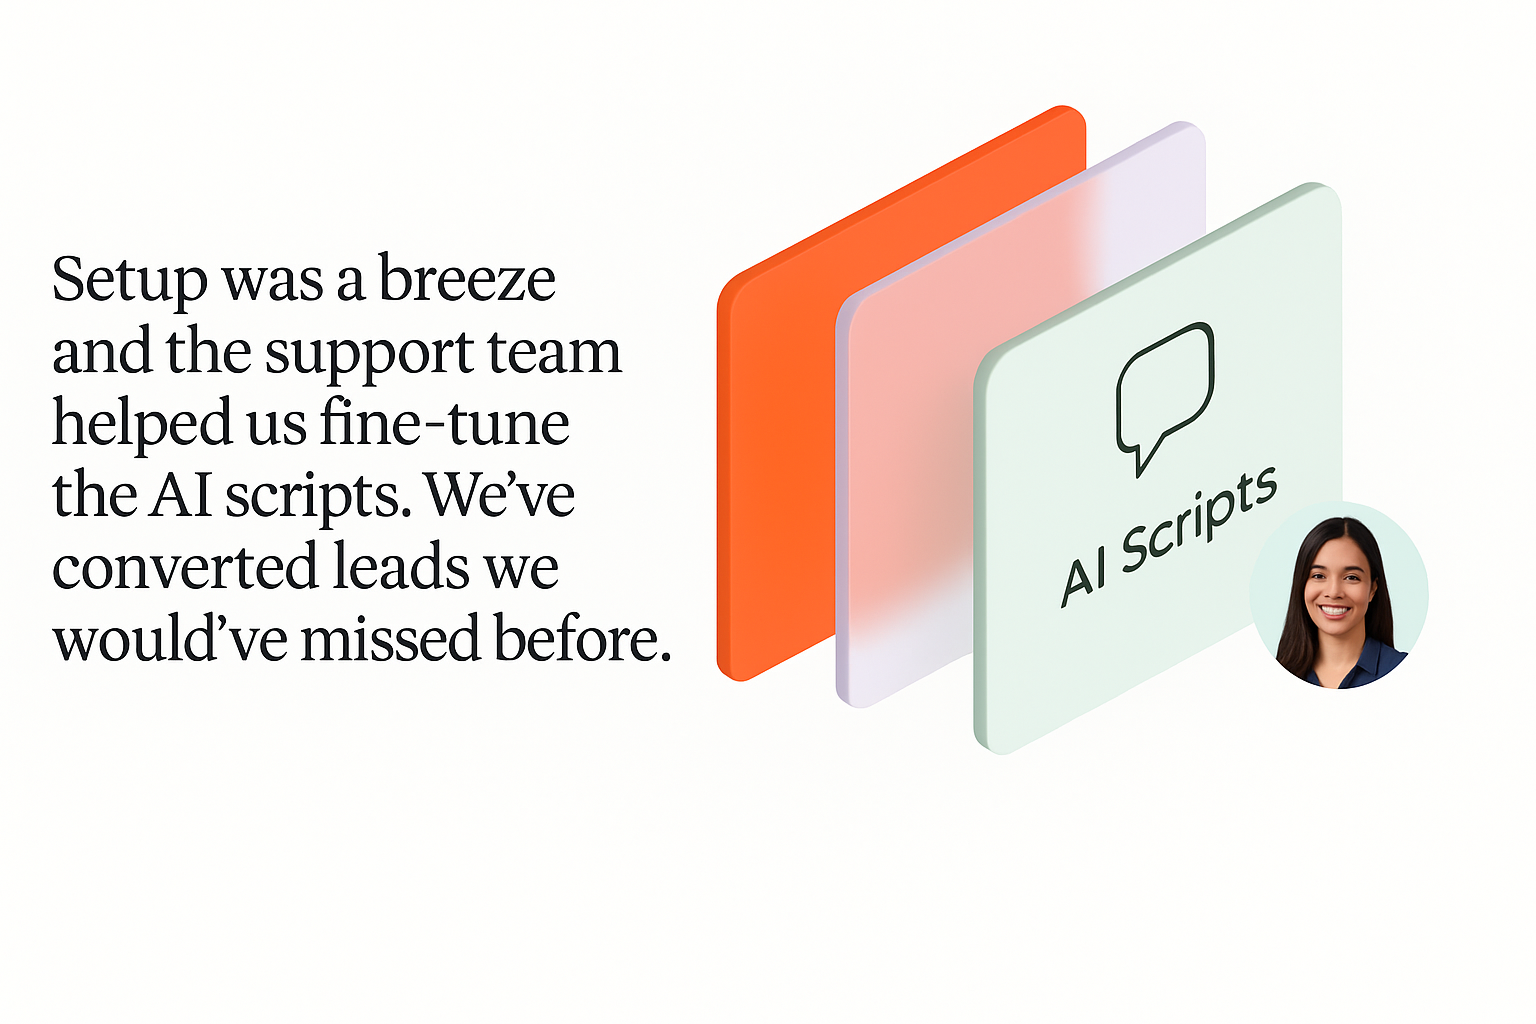 Setup was a breeze
and the support team
helped us fine-tune
the AI scripts. We’ve
converted leads we
would’ve missed before.
AI Scripts